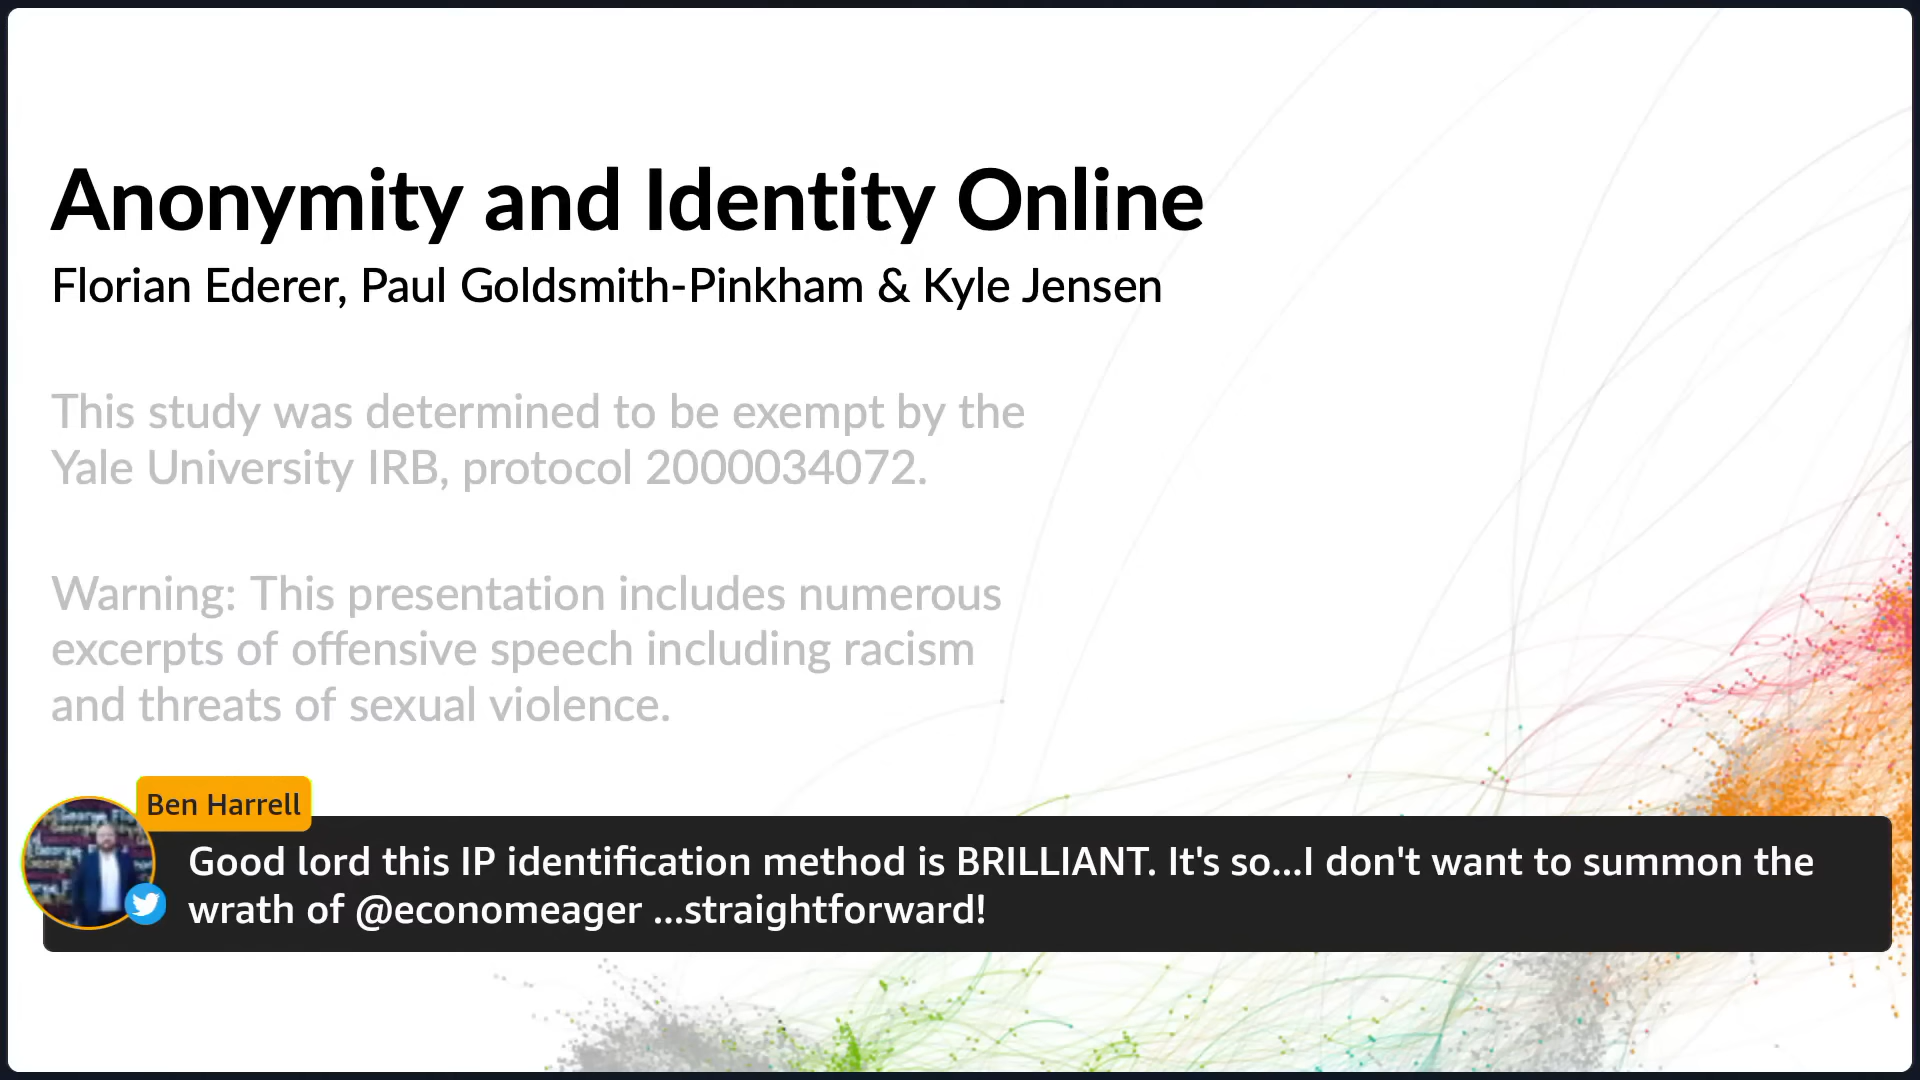 Anonymity and Identity Online
Florian Ederer, Paul Goldsmith-Pinkham & Kyle Jensen
This study was determined to be exempt by the
Yale University IRB, protocol 2000034072.
Warning: This presentation includes numerous
excerpts of offensive speech including racism
and threats of sexual violence.
Ben Harrell
Good lord this IP identification method is BRILLIANT. It's so...I don't want to summon the
wrath of @economeager ...straightforward!